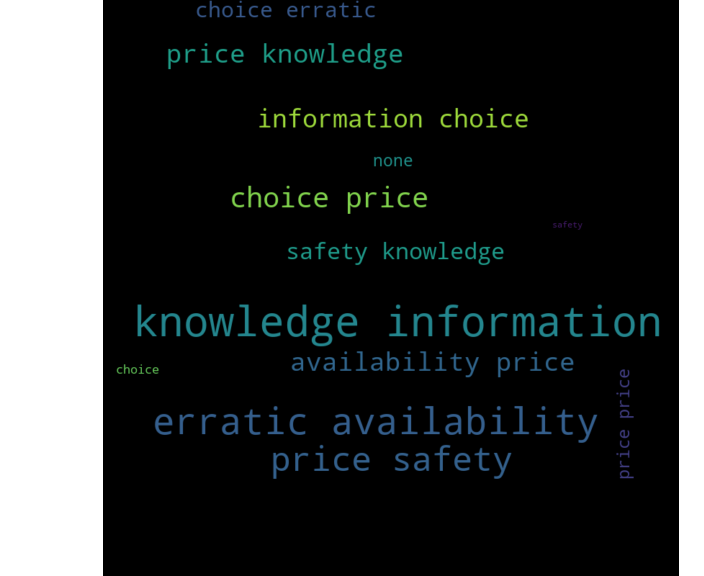 choice erratic
price knowledge
information choice
none
choice price
safety
safety knowledge
knowledge information
availability price
choice
price price
erratic availability
price safety